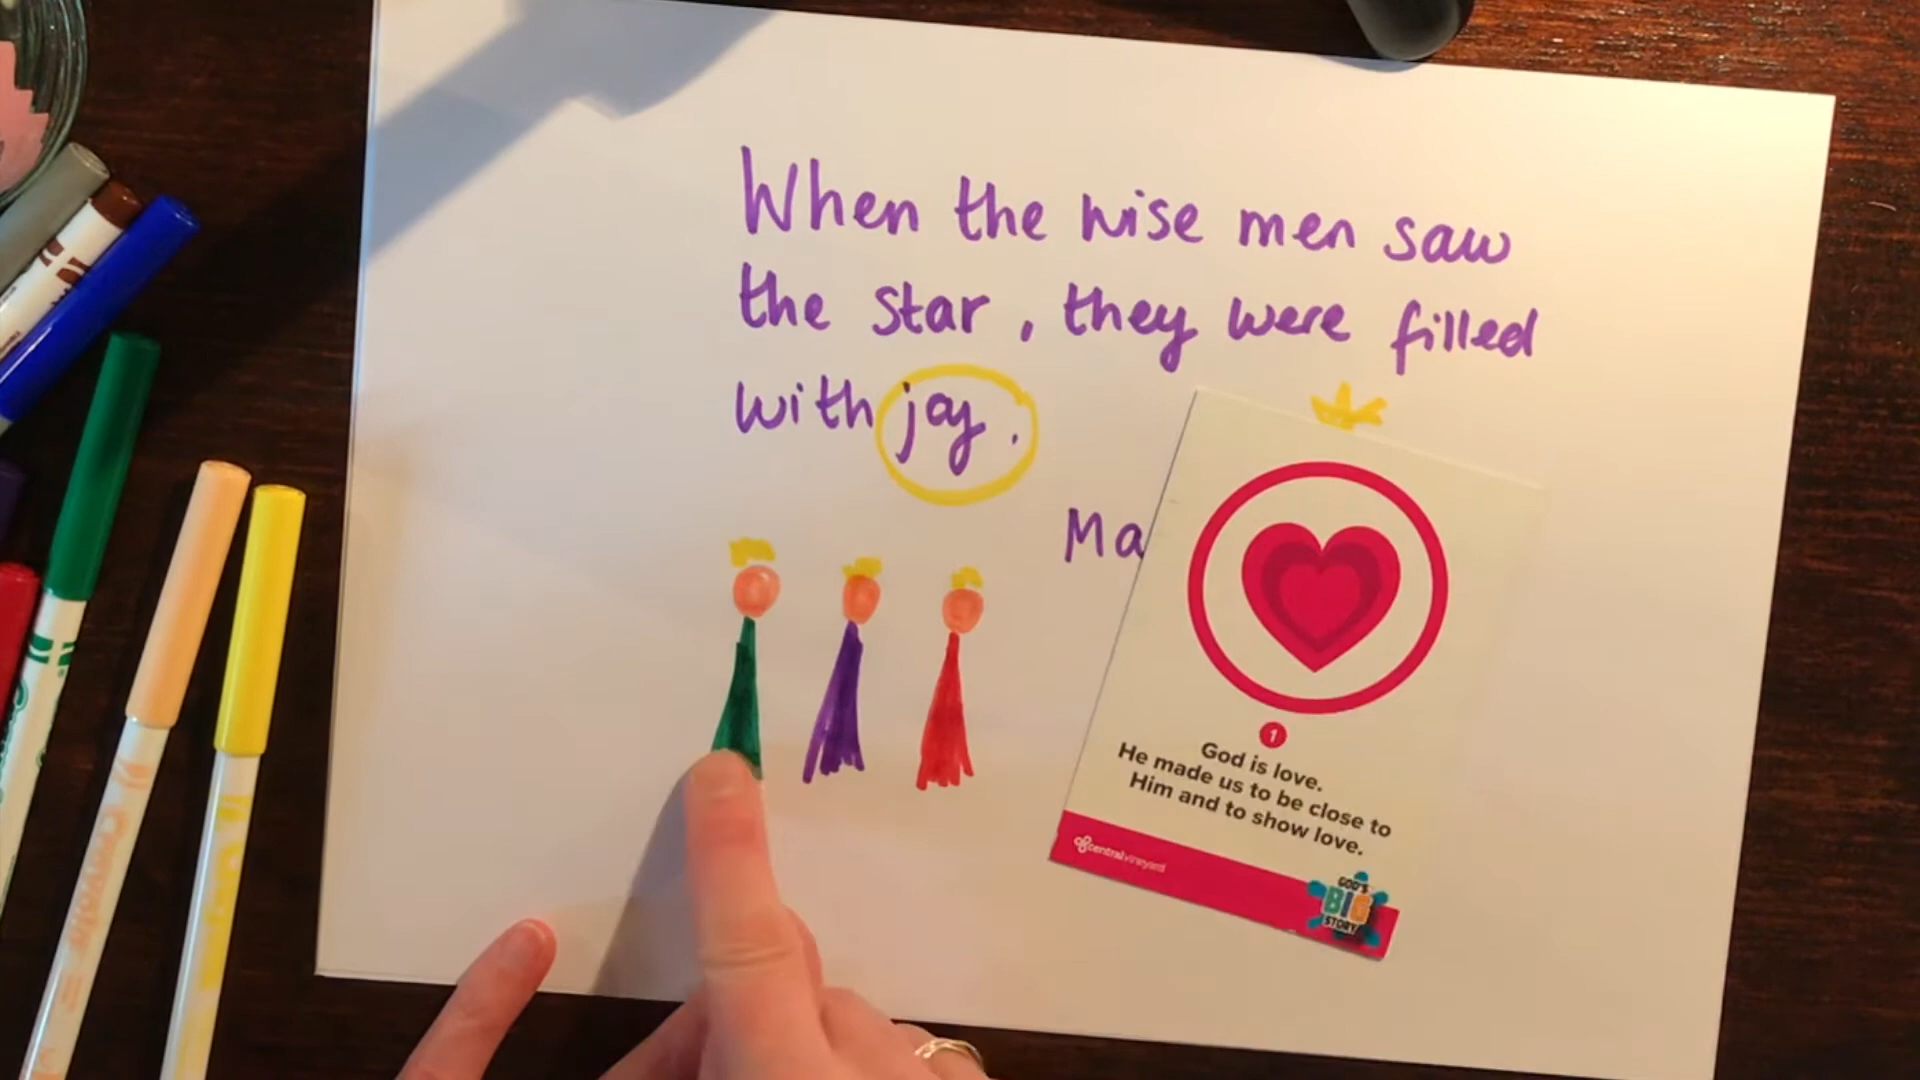 When the wise men saw
the star, they were filled
with joy.
Ma
1
God is love.
He made us to be close to
Him and to show love.
centralvineyard
GOD'S
BIG
STORY